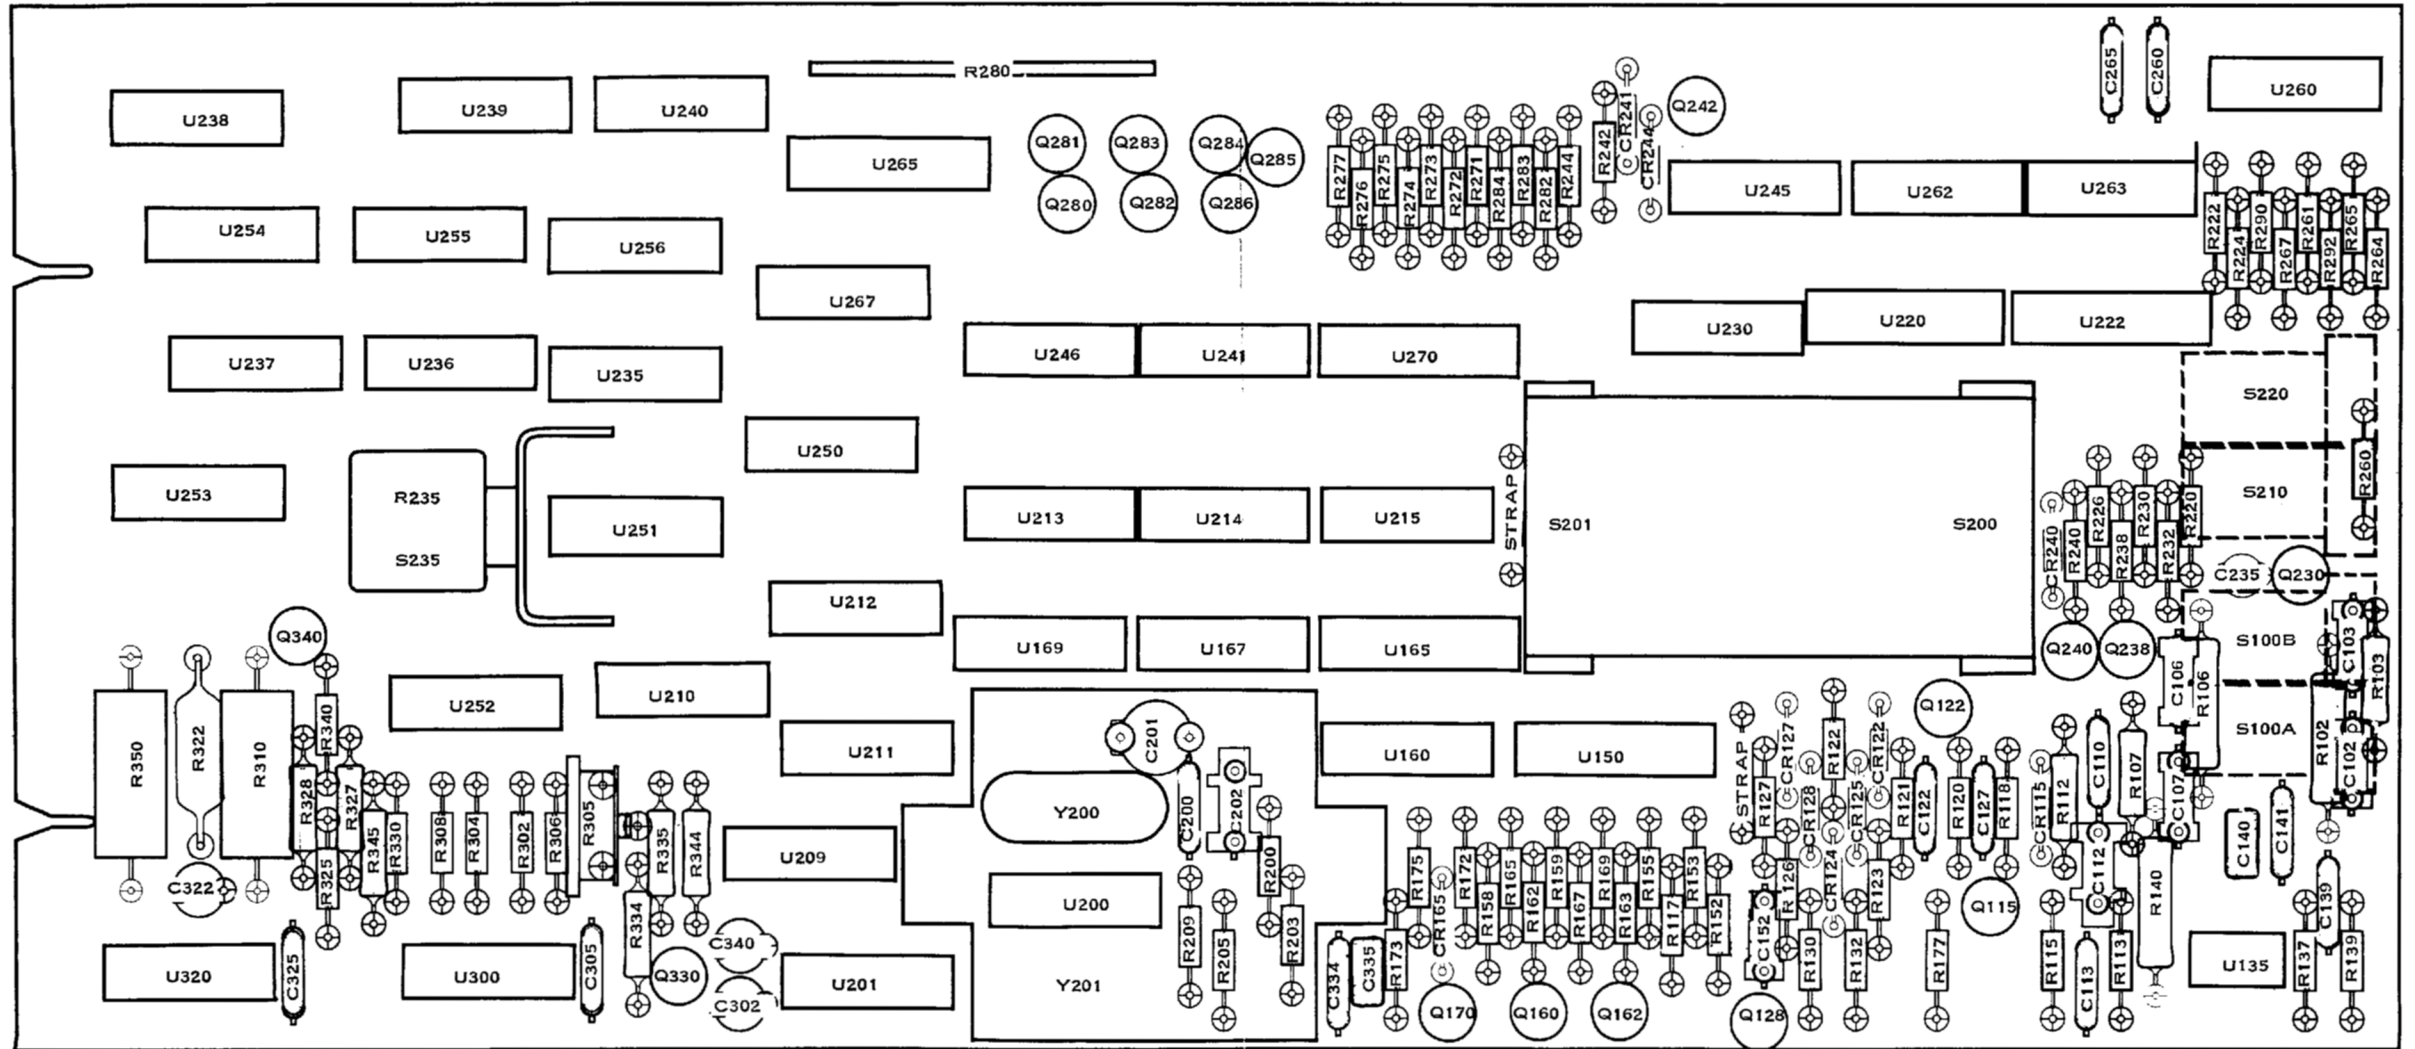 R280
C265
C260
U260
U238
U239
U240
U265
Q281
Q283
Q284
Q285
Q280
Q282
Q286
R277
R276
R275
R274
R273
R272
R271
R284
R283
R282
R244
R242
CR241
CR244
Q242
U245
U262
U263
R222
R224
R290
R267
R261
R292
R265
R264
U254
U255
U256
U267
U246
U241
U270
U230
U220
U222
U237
U236
U235
S220
U250
U253
R235
S235
U251
U213
U214
U215
STRAP
S201
S200
CR240
R240
R226
R238
R230
R232
R220
S210
R260
C235
Q230
U212
Q340
U169
U167
U165
Q240
Q238
C106
R106
S100B
C103
R103
U252
U210
U211
C201
U160
U150
STRAP
R127
CR127
CR128
R122
CR124
CR125
CR122
R121
C122
Q122
R120
C127
R118
CR115
R112
C110
R107
C107
S100A
R102
C102
R350
R322
R310
R340
R328
R325
R327
R345
R330
R308
R304
R302
R306
R305
R335
R344
R334
U209
Y200
C200
C202
R200
U200
R209
R205
R203
R175
CR165
R172
R158
R165
R162
R159
R167
R169
R163
R155
R117
R153
R152
C152
R126
R130
R132
R123
R177
Q115
R115
C112
C113
R113
R140
C140
C141
C139
C322
U320
C325
U300
C305
Q330
C340
C302
U201
Y201
C334
C335
R173
Q170
Q160
Q162
Q128
U135
R137
R139